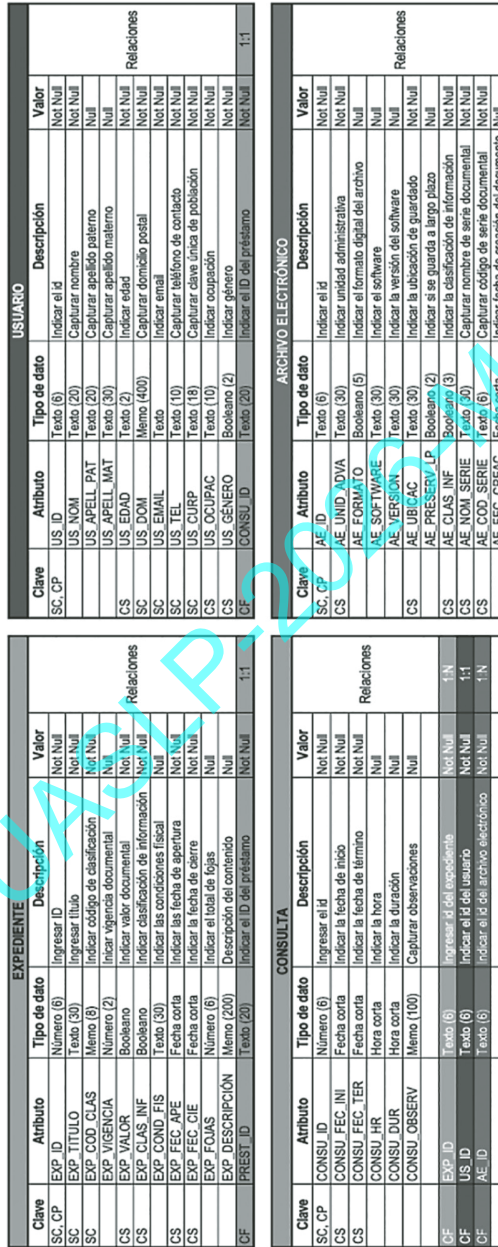 EXPEDIENTE
Clave Atributo Tipo de dato Descripción Valor
SC, CP EXP_ID Número (6) Ingresar ID Not Null
SC EXP_TITULO Texto (30) Ingresar título Not Null
SC EXP_COD_CLAS Memo (8) Indicar código de clasificación Not Null
EXP_VIGENCIA Número (2) Inicar vigencia documental Null
CS EXP_VALOR Booleano Indicar valor documental Not Null
CS EXP_CLAS_INF Booleano Indicar clasificación de información Not Null
EXP_COND_FIS Texto (30) Indicar las condiciones físical Null
CS EXP_FEC_APE Fecha corta Indicar las fecha de apertura Not Null
CS EXP_FEC_CIE Fecha corta Indicar la fecha de cierre Not Null
EXP_FOJAS Número (6) Indicar el total de fojas Null
EXP_DESCRIPCIÓN Memo (200) Descripción del contenido Null
Relaciones
CF PREST_ID Texto (20) Indicar el ID del préstamo Not Null 1:1
USUARIO
Clave Atributo Tipo de dato Descripción Valor
SC, CP US_ID Texto (6) Indicar el id Not Null
SC US_NOM Texto (20) Capturar nombre Not Null
US_APELL_PAT Texto (20) Capturar apellido paterno Null
US_APELL_MAT Texto (30) Capturar apellido materno Null
CS US_EDAD Texto (2) Indicar edad Not Null
SC US_DOM Memo (400) Capturar domicilio postal Not Null
SC US_EMAIL Texto Indicar email Not Null
SC US_TEL Texto (10) Capturar teléfono de contacto Not Null
SC US_CURP Texto (18) Capturar clave única de población Not Null
CS US_OCUPAC Texto (10) Indicar ocupación Not Null
CS US_GÉNERO Booleano (2) Indicar género Not Null
Relaciones
CF CONSU_ID Texto (20) Indicar el ID del préstamo Not Null 1:1
CONSULTA
Clave Atributo Tipo de dato Descripción Valor
SC, CP CONSU_ID Número (6) Ingresar el id Not Null
CS CONSU_FEC_INI Fecha corta Indicar la fecha de inicio Not Null
CS CONSU_FEC_TER Fecha corta Indicar la fecha de término Not Null
CONSU_HR Hora corta Indicar la hora Null
CONSU_DUR Hora corta Indicar la duración Null
CONSU_OBSERV Memo (100) Capturar observaciones Null
Relaciones
CF EXP_ID Texto (6) Ingresar id del expediente Not Null 1:N
CF US_ID Texto (6) Indicar el id del usuario Not Null 1:1
CF AE_ID Texto (6) Indicar el id del archivo electrónico Not Null 1:N
ARCHIVO ELECTRÓNICO
Clave Atributo Tipo de dato Descripción Valor
SC, CP AE_ID Texto (6) Indicar el id Not Null
CS AE_UNID_ADVA Texto (30) Indicar unidad administrativa Not Null
AE_FORMATO Booleano (5) Indicar el formato digital del archivo Null
AE_SOFTWARE Texto (30) Indicar el software Null
AE_VERSION Texto (30) Indicar la versión del software Null
CS AE_UBICAC Texto (30) Indicar la ubicación de guardado Not Null
AE_PRESERV_LP Booleano (2) Indicar si se guarda a largo plazo Null
CS AE_CLAS_INF Booleano (3) Indicar la clasificación de información Not Null
CS AE_NOM_SERIE Texto (30) Capturar nombre de serie documental Not Null
CS AE_COD_SERIE Texto (6) Capturar código de serie documental Not Null
Relaciones
UASLP-2026-M